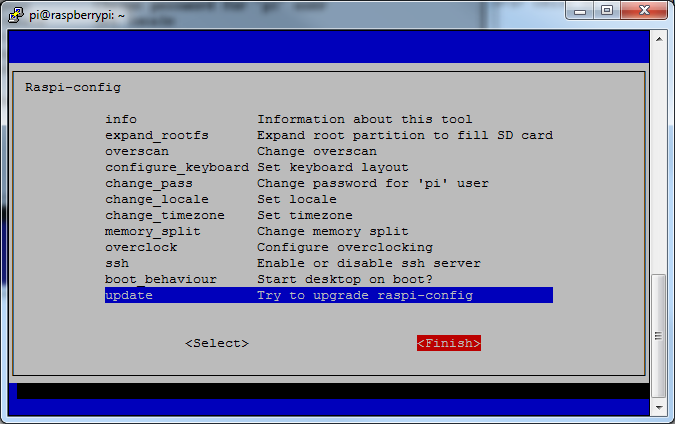 pi@raspberrypi: ~
Raspi-config
info Information about this tool
expand_rootfs Expand root partition to fill SD card
overscan Change overscan
configure_keyboard Set keyboard layout
change_pass Change password for 'pi' user
change_locale Set locale
change_timezone Set timezone
memory_split Change memory split
overclock Configure overclocking
ssh Enable or disable ssh server
boot_behaviour Start desktop on boot?
update Try to upgrade raspi-config
<Select> <Finish>